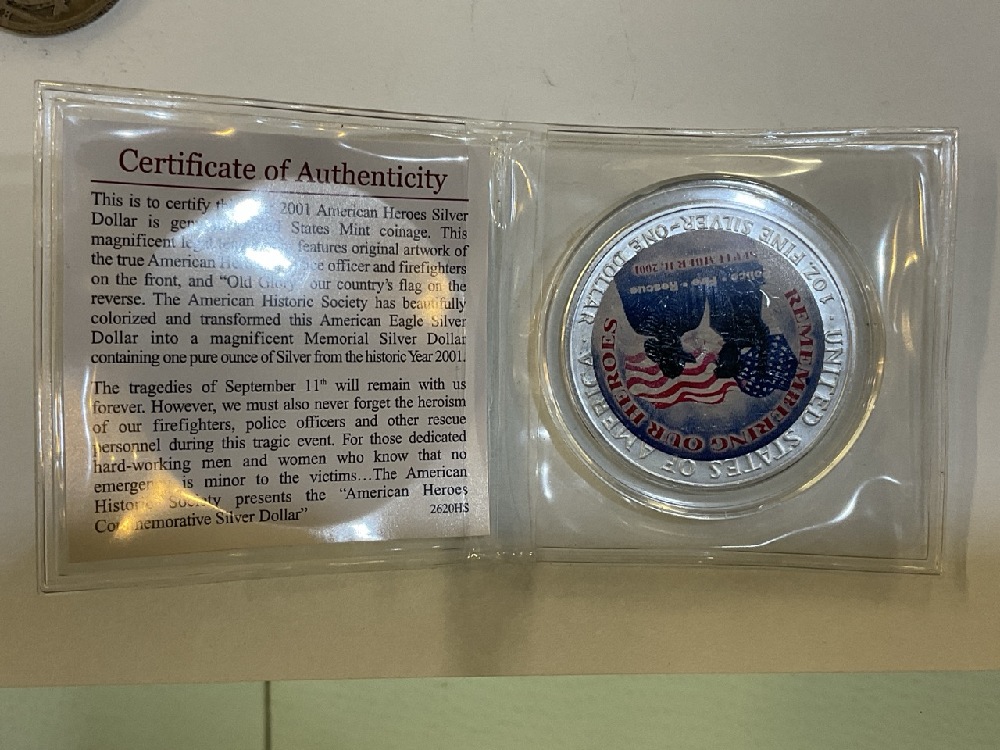 Certificate of Authenticity
This is to certify 2001 American Heroes Silver
Dollar is States Mint coinage. This
magnificent features original artwork of
the true American officer and firefighters
on the front, and “Old Glory” our country’s flag on the
reverse. The American Historic Society has beautifully
colorized and transformed this American Eagle Silver
Dollar into a magnificent Memorial Silver Dollar
containing one pure ounce of Silver from the historic Year 2001.
The tragedies of September 11th will remain with us
forever. However, we must also never forget the heroism
of our firefighters, police officers and other rescue
personnel during this tragic event. For those dedicated
hard-working men and women who know that no
is minor to the victims...The American
Historic Society presents the “American Heroes
Commemorative Silver Dollar”
2620HS
UNITED STATES OF AMERICA · 1 OZ. FINE SILVER~ONE DOLLAR ·
REMEMBERING OUR HEROES
Police • Fire • Rescue
SEPTEMBER 11, 2001